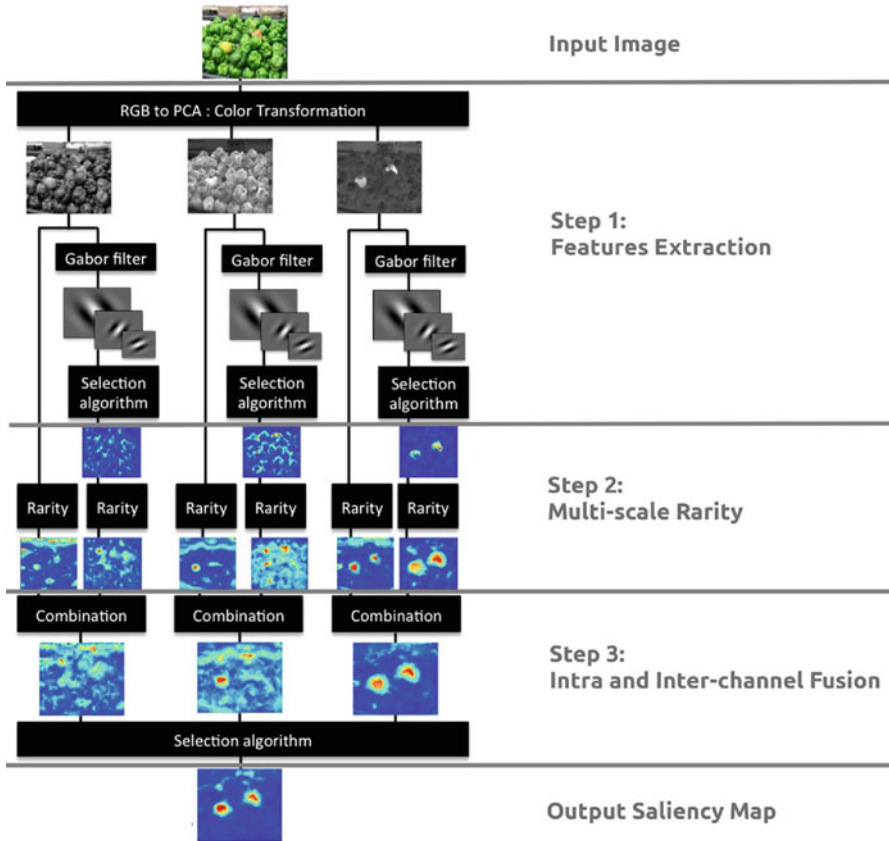 Input Image
RGB to PCA : Color Transformation
Step 1:
Features Extraction
Gabor filter
Gabor filter
Gabor filter
Selection
algorithm
Selection
algorithm
Selection
algorithm
Step 2:
Multi-scale Rarity
Rarity
Rarity
Rarity
Rarity
Rarity
Rarity
Combination
Combination
Combination
Step 3:
Intra and Inter-channel Fusion
Selection algorithm
Output Saliency Map